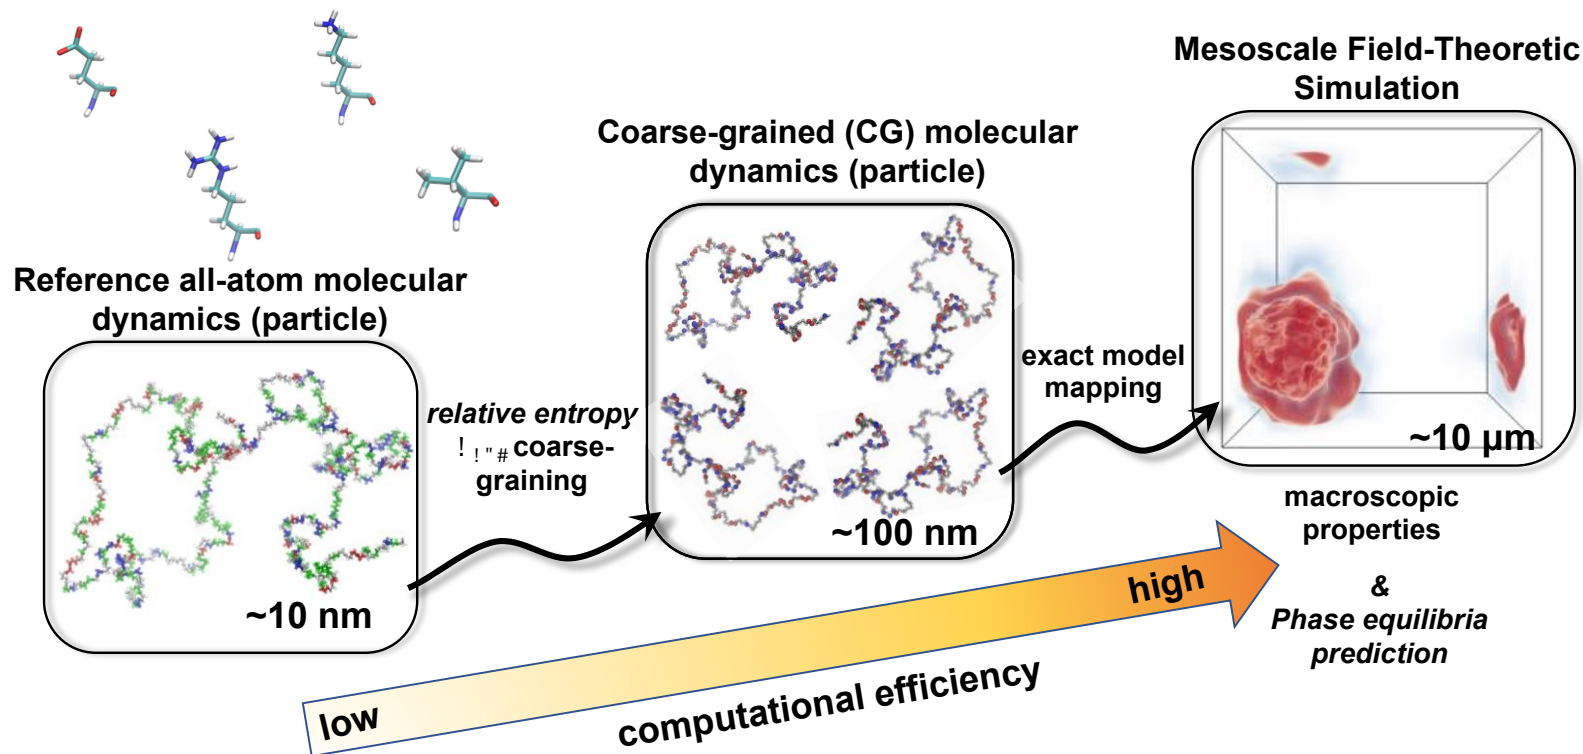 Mesoscale Field-Theoretic
Simulation
Coarse-grained (CG) molecular
dynamics (particle)
Reference all-atom molecular
dynamics (particle)
~10 nm
relative entropy
! !"# coarse-
graining
~100 nm
exact model
mapping
~10 µm
macroscopic
properties
&
Phase equilibria
prediction
low
computational efficiency
high